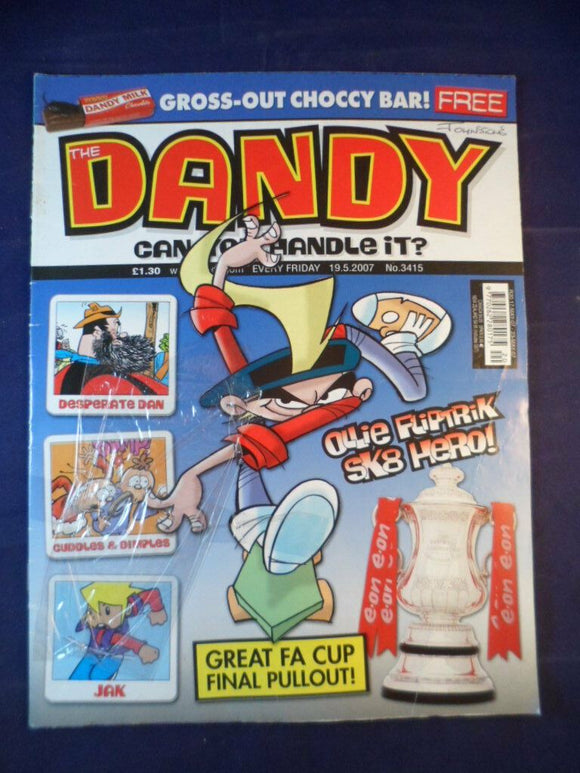 DANDY MILK
GROSS-OUT CHOCCY BAR! FREE
THE
DANDY
CAN HANDLE iT?
£1.30 EVERY FRIDAY 19.5.2007 No.3415
DESPERATE DAN
OLLIE FLIPTRIK
SK8 HERO!
CUDDLES & DIMPLES
e·on e·on
e·on e·on
JAK
GREAT FA CUP
FINAL PULLOUT!